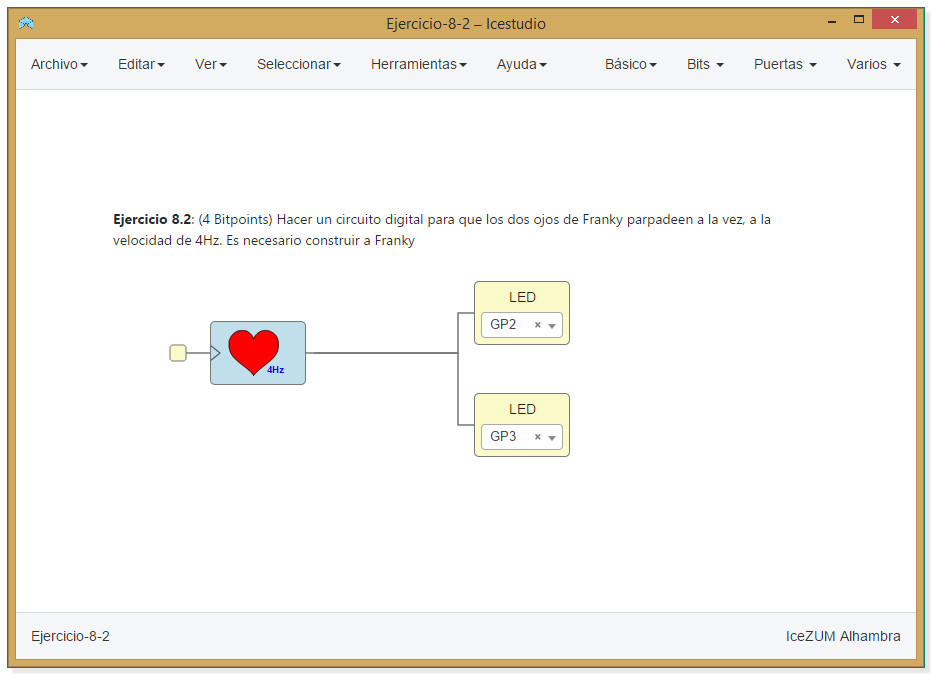 Ejercicio-8-2 – Icestudio
Archivo Editar Ver Seleccionar Herramientas Ayuda Básico Bits Puertas Varios
Ejercicio 8.2: (4 Bitpoints) Hacer un circuito digital para que los dos ojos de Franky parpadeen a la vez, a la
velocidad de 4Hz. Es necesario construir a Franky
LED
GP2
4Hz
LED
GP3
Ejercicio-8-2 IceZUM Alhambra